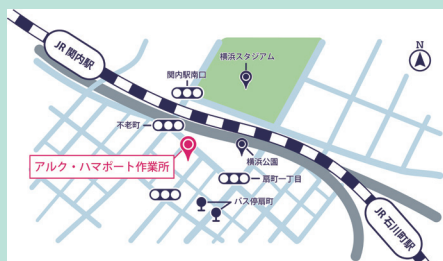 JR 関内駅
横浜スタジアム
N
関内駅南口
不老町
アルク・ハマポート作業所
横浜公園
扇町一丁目
バス停扇町
JR 石川町駅